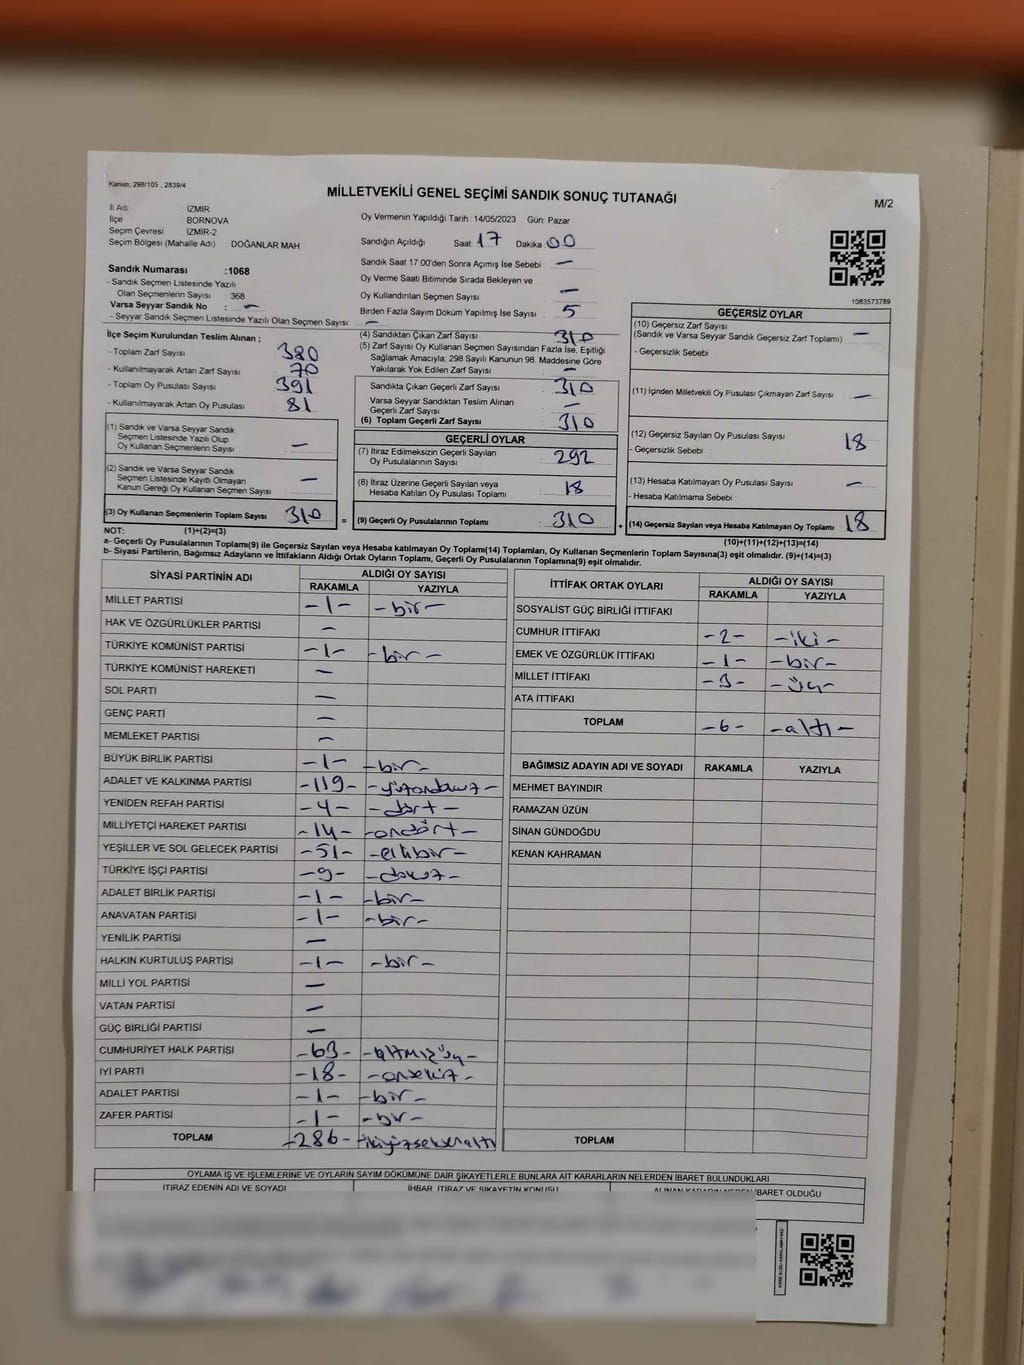 Kanun; 298/105 , 2839/4
MİLLETVEKİLİ GENEL SEÇİMİ SANDIK SONUÇ TUTANAĞI
M/2
İl Adı : İZMİR
İlçe : BORNOVA
Seçim Çevresi : İZMİR-2
Seçim Bölgesi (Mahalle Adı) : DOĞANLAR MAH
Sandık Numarası :1068
- Sandık Seçmen Listesinde Yazılı
Olan Seçmenlerin Sayısı : 368
Varsa Seyyar Sandık No : —
- Seyyar Sandık Seçmen Listesinde Yazılı Olan Seçmen Sayısı : —
İlçe Seçim Kurulundan Teslim Alınan ;
- Toplam Zarf Sayısı : 380
- Kullanılmayarak Artan Zarf Sayısı : 70
- Toplam Oy Pusulası Sayısı : 391
- Kullanılmayarak Artan Oy Pusulası : 81
(1) Sandık ve Varsa Seyyar Sandık
Seçmen Listesinde Yazılı Olup
Oy Kullanan Seçmenlerin Sayısı : —
(2) Sandık ve Varsa Seyyar Sandık
Seçmen Listesinde Kayıtlı Olmayan
Kanun Gereği Oy Kullanan Seçmen Sayısı : —
(3) Oy Kullanan Seçmenlerin Toplam Sayısı : 310
Oy Vermenin Yapıldığı Tarih :14/05/2023 Gün: Pazar
Sandığın Açıldığı Saat: 17 Dakika: 00
Sandık Saat 17:00'den Sonra Açımış İse Sebebi : —
Oy Verme Saati Bitiminde Sırada Bekleyen ve
Oy Kullandırılan Seçmen Sayısı : —
Birden Fazla Sayım Döküm Yapılmış İse Sayısı : 5
(4) Sandıktan Çıkan Zarf Sayısı : 310
(5) Zarf Sayısı Oy Kullanan Seçmen Sayısından Fazla İse, Eşitliği
Sağlamak Amacıyla; 298 Sayılı Kanunun 98. Maddesine Göre
Yakılarak Yok Edilen Zarf Sayısı : —
Sandıkta Çıkan Geçerli Zarf Sayısı : 310
Varsa Seyyar Sandıktan Teslim Alınan
Geçerli Zarf Sayısı : —
(6) Toplam Geçerli Zarf Sayısı : 310
GEÇERLİ OYLAR
(7) İtiraz Edilmeksizin Geçerli Sayılan
Oy Pusulalarının Sayısı : 292
(8) İtiraz Üzerine Geçerli Sayılan veya
Hesaba Katılan Oy Pusulası Toplamı : 18
= (9) Geçerli Oy Pusulalarının Toplamı : 310
1083573789
GEÇERSİZ OYLAR
(10) Geçersiz Zarf Sayısı
(Sandık ve Varsa Seyyar Sandık Geçersiz Zarf Toplamı) : —
- Geçersizlik Sebebi :
(11) İçinden Milletvekili Oy Pusulası Çıkmayan Zarf Sayısı : —
(12) Geçersiz Sayılan Oy Pusulası Sayısı : 18
- Geçersizlik Sebebi :
(13) Hesaba Katılmayan Oy Pusulası Sayısı : —
- Hesaba Katılmama Sebebi :
+ (14) Geçersiz Sayılan veya Hesaba Katılmayan Oy Toplamı : 18
NOT: (1)+(2)=(3)
(10)+(11)+(12)+(13)=(14)
a- Geçerli Oy Pusulalarının Toplamı(9) ile Geçersiz Sayılan veya Hesaba katılmayan Oy Toplamı(14) Toplamları, Oy Kullanan Seçmenlerin Toplam Sayısına(3) eşit olmalıdır. (9)+(14)=(3)
b- Siyasi Partilerin, Bağımsız Adayların ve İttifakların Aldığı Ortak Oyların Toplamı, Geçerli Oy Pusulalarının Toplamına(9) eşit olmalıdır.
SİYASİ PARTİNİN ADI ALDIĞI OY SAYISI
RAKAMLA YAZIYLA
MİLLET PARTİSİ -1- -bir-
HAK VE ÖZGÜRLÜKLER PARTİSİ —
TÜRKİYE KOMÜNİST PARTİSİ -1- -bir-
TÜRKİYE KOMÜNİST HAREKETİ —
SOL PARTİ —
GENÇ PARTİ —
MEMLEKET PARTİSİ —
BÜYÜK BİRLİK PARTİSİ -1- -bir-
ADALET VE KALKINMA PARTİSİ -119- -yüzondokuz-
YENİDEN REFAH PARTİSİ -4- -dört-
MİLLİYETÇİ HAREKET PARTİSİ -14- -ondört-
YEŞİLLER VE SOL GELECEK PARTİSİ -51- -ellibir-
TÜRKİYE İŞÇİ PARTİSİ -9- -dokuz-
ADALET BİRLİK PARTİSİ -1- -bir-
ANAVATAN PARTİSİ -1- -bir-
YENİLİK PARTİSİ —
HALKIN KURTULUŞ PARTİSİ -1- -bir-
MİLLİ YOL PARTİSİ —
VATAN PARTİSİ —
GÜÇ BİRLİĞİ PARTİSİ —
CUMHURİYET HALK PARTİSİ -63- -altmışüç-
İYİ PARTİ -18- -onsekiz-
ADALET PARTİSİ -1- -bir-
ZAFER PARTİSİ -1- -bir-
TOPLAM -286- -ikiyüzseksenaltı
İTTİFAK ORTAK OYLARI ALDIĞI OY SAYISI
RAKAMLA YAZIYLA
SOSYALİST GÜÇ BİRLİĞİ İTTİFAKI
CUMHUR İTTİFAKI -2- -iki-
EMEK VE ÖZGÜRLÜK İTTİFAKI -1- -bir-
MİLLET İTTİFAKI -3- -üç-
ATA İTTİFAKI
TOPLAM -6- -altı-
BAĞIMSIZ ADAYIN ADI VE SOYADI RAKAMLA YAZIYLA
MEHMET BAYINDIR
RAMAZAN ÜZÜN
SİNAN GÜNDOĞDU
KENAN KAHRAMAN
TOPLAM
OYLAMA İŞ VE İŞLEMLERİNE VE OYLARIN SAYIM DÖKÜMÜNE DAİR ŞİKAYETLERLE BUNLARA AİT KARARLARIN NELERDEN İBARET BULUNDUKLARI
İTİRAZ EDENİN ADI VE SOYADI İHBAR, İTİRAZ VE ŞİKAYETİN KONUSU ALINAN KARARIN NEDEN İBARET OLDUĞU